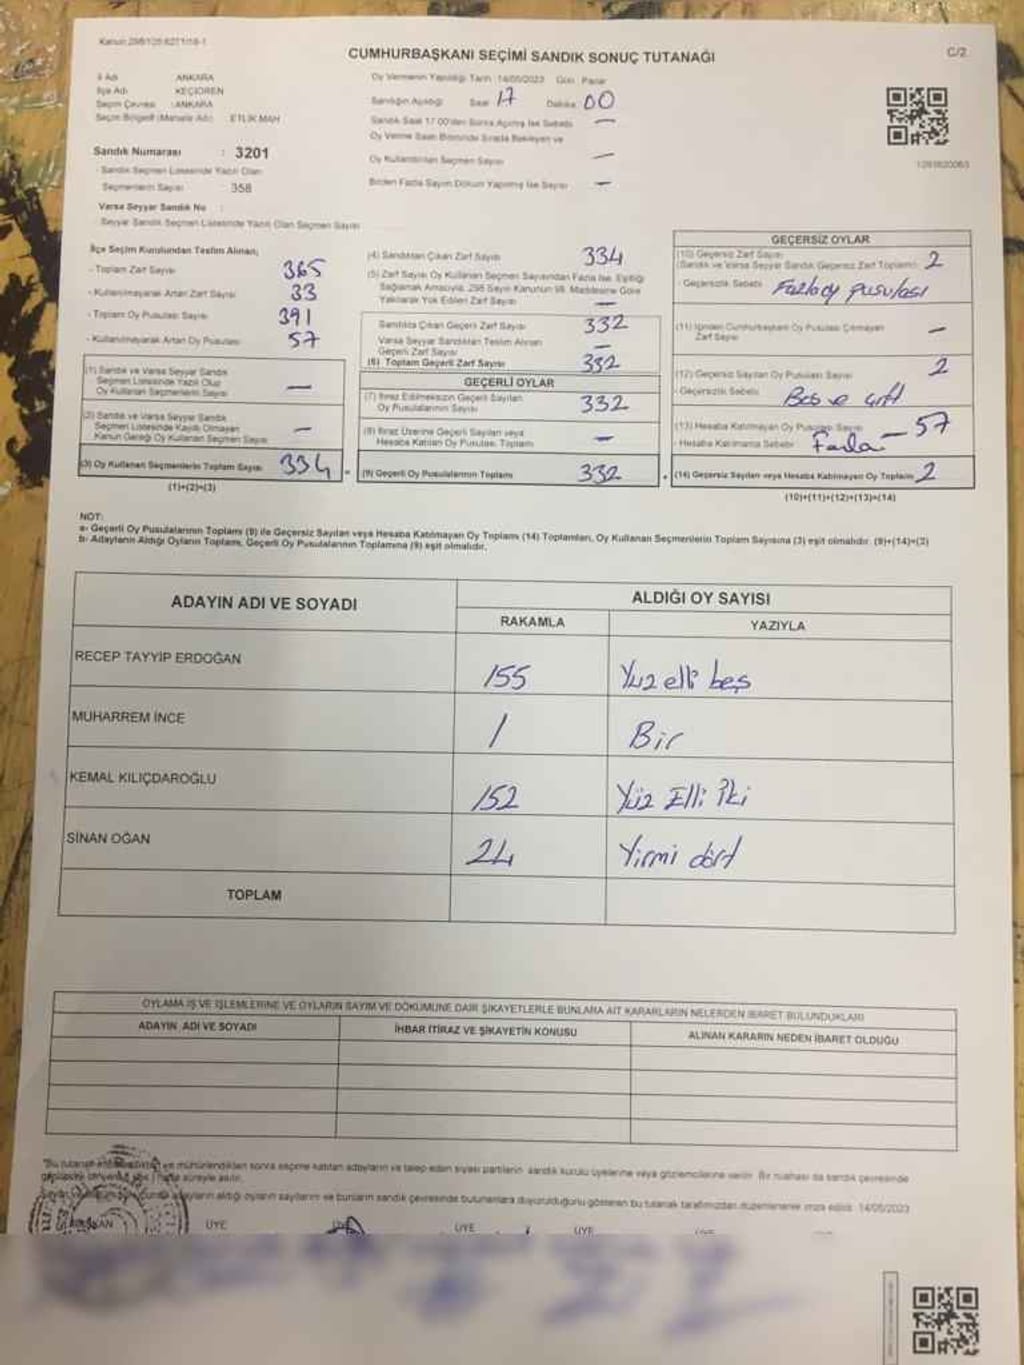 Kanun 298/105 6271/18-1
CUMHURBAŞKANI SEÇİMİ SANDIK SONUÇ TUTANAĞI
C/2
İl Adı ANKARA
İlçe Adı KEÇİÖREN
Seçim Çevresi : ANKARA
Seçim Bölgesi (Mahalle Adı) : ETLİK MAH
Sandık Numarası : 3201
- Sandık Seçmen Listesinde Yazılı Olan
Seçmenlerin Sayısı 358
Varsa Seyyar Sandık No :
Seyyar Sandık Seçmen Listesinde Yazılı Olan Seçmen Sayısı
Oy Vermenin Yapıldığı Tarih : 14/05/2023 Gün : Pazar
Sandığın Açıldığı Saat 17 Dakika 00
Sandık Saat 17.00'den Sonra Açılmış İse Sebebi —
Oy Verme Saati Bitiminde Sırada Bekleyen ve
Oy Kullandırılan Seçmen Sayısı —
Birden Fazla Sayım Döküm Yapılmış İse Sayısı —
İlçe Seçim Kurulundan Teslim Alınan;
- Toplam Zarf Sayısı 365
- Kullanılmayarak Artan Zarf Sayısı 33
- Toplam Oy Pusulası Sayısı 391
- Kullanılmayarak Artan Oy Pusulası 57
(1) Sandık ve Varsa Seyyar Sandık
Seçmen Listesinde Yazılı Olup
Oy Kullanan Seçmenlerin Sayısı —
(2) Sandık ve Varsa Seyyar Sandık
Seçmen Listesinde Kayıtlı Olmayan
Kanun Gereği Oy Kullanan Seçmen Sayısı —
(3) Oy Kullanan Seçmenlerin Toplam Sayısı 334
(1)+(2)=(3)
(4) Sandıktan Çıkan Zarf Sayısı 334
(5) Zarf Sayısı Oy Kullanan Seçmen Sayısından Fazla İse, Eşitliği
Sağlamak Amacıyla, 298 Sayılı Kanunun 98. Maddesine Göre
Yakılarak Yok Edilen Zarf Sayısı —
Sandıkta Çıkan Geçerli Zarf Sayısı 332
Varsa Seyyar Sandıktan Teslim Alınan
Geçerli Zarf Sayısı —
(6) Toplam Geçerli Zarf Sayısı 332
GEÇERLİ OYLAR
(7) İtiraz Edilmeksizin Geçerli Sayılan
Oy Pusulalarının Sayısı 332
(8) İtiraz Üzerine Geçerli Sayılan veya
Hesaba Katılan Oy Pusulası Toplamı —
(9) Geçerli Oy Pusulalarının Toplamı 332
GEÇERSİZ OYLAR
(10) Geçersiz Zarf Sayısı
(Sandık ve Varsa Seyyar Sandık Geçersiz Zarf Toplamı) 2
- Geçersizlik Sebebi Fazla oy pusulası
(11) İçinden Cumhurbaşkanı Oy Pusulası Çıkmayan
Zarf Sayısı —
(12) Geçersiz Sayılan Oy Pusulası Sayısı 2
- Geçersizlik Sebebi Boş ve çift
(13) Hesaba Katılmayan Oy Pusulası Sayısı — 57
- Hesaba Katılmama Sebebi Fazla
(14) Geçersiz Sayılan veya Hesaba Katılmayan Oy Toplamı 2
(10)+(11)+(12)+(13)=(14)
NOT:
a- Geçerli Oy Pusulalarının Toplamı (9) ile Geçersiz Sayılan veya Hesaba Katılmayan Oy Toplamı (14) Toplamları, Oy Kullanan Seçmenlerin Toplam Sayısına (3) eşit olmalıdır. (9)+(14)=(3)
b- Adayların Aldığı Oyların Toplamı, Geçerli Oy Pusulalarının Toplamına (9) eşit olmalıdır.
ADAYIN ADI VE SOYADI
ALDIĞI OY SAYISI
RAKAMLA YAZIYLA
RECEP TAYYİP ERDOĞAN 155 Yüz elli beş
MUHARREM İNCE 1 Bir
KEMAL KILIÇDAROĞLU 152 Yüz Elli İki
SİNAN OĞAN 24 Yirmi dört
TOPLAM
OYLAMA İŞ VE İŞLEMLERİNE VE OYLARIN SAYIM VE DÖKÜMÜNE DAİR ŞİKAYETLERLE BUNLARA AİT KARARLARIN NELERDEN İBARET BULUNDUKLARI
ADAYIN ADI VE SOYADI İHBAR İTİRAZ VE ŞİKAYETİN KONUSU ALINAN KARARIN NEDEN İBARET OLDUĞU
mühürlendikten sonra seçime katılan adayların ve talep eden siyasi partilerin sandık kurulu üyelerine veya gözlemcilerine verilir. Bir nüshası da sandık çevresinde
adayların aldığı oyların sayılarını ve bunların sandık çevresinde bulunanlara duyurulduğunu gösteren bu tutanak tarafımızdan düzenlenerek imza edildi. 14/05/2023
BAŞKAN ÜYE ÜYE ÜYE